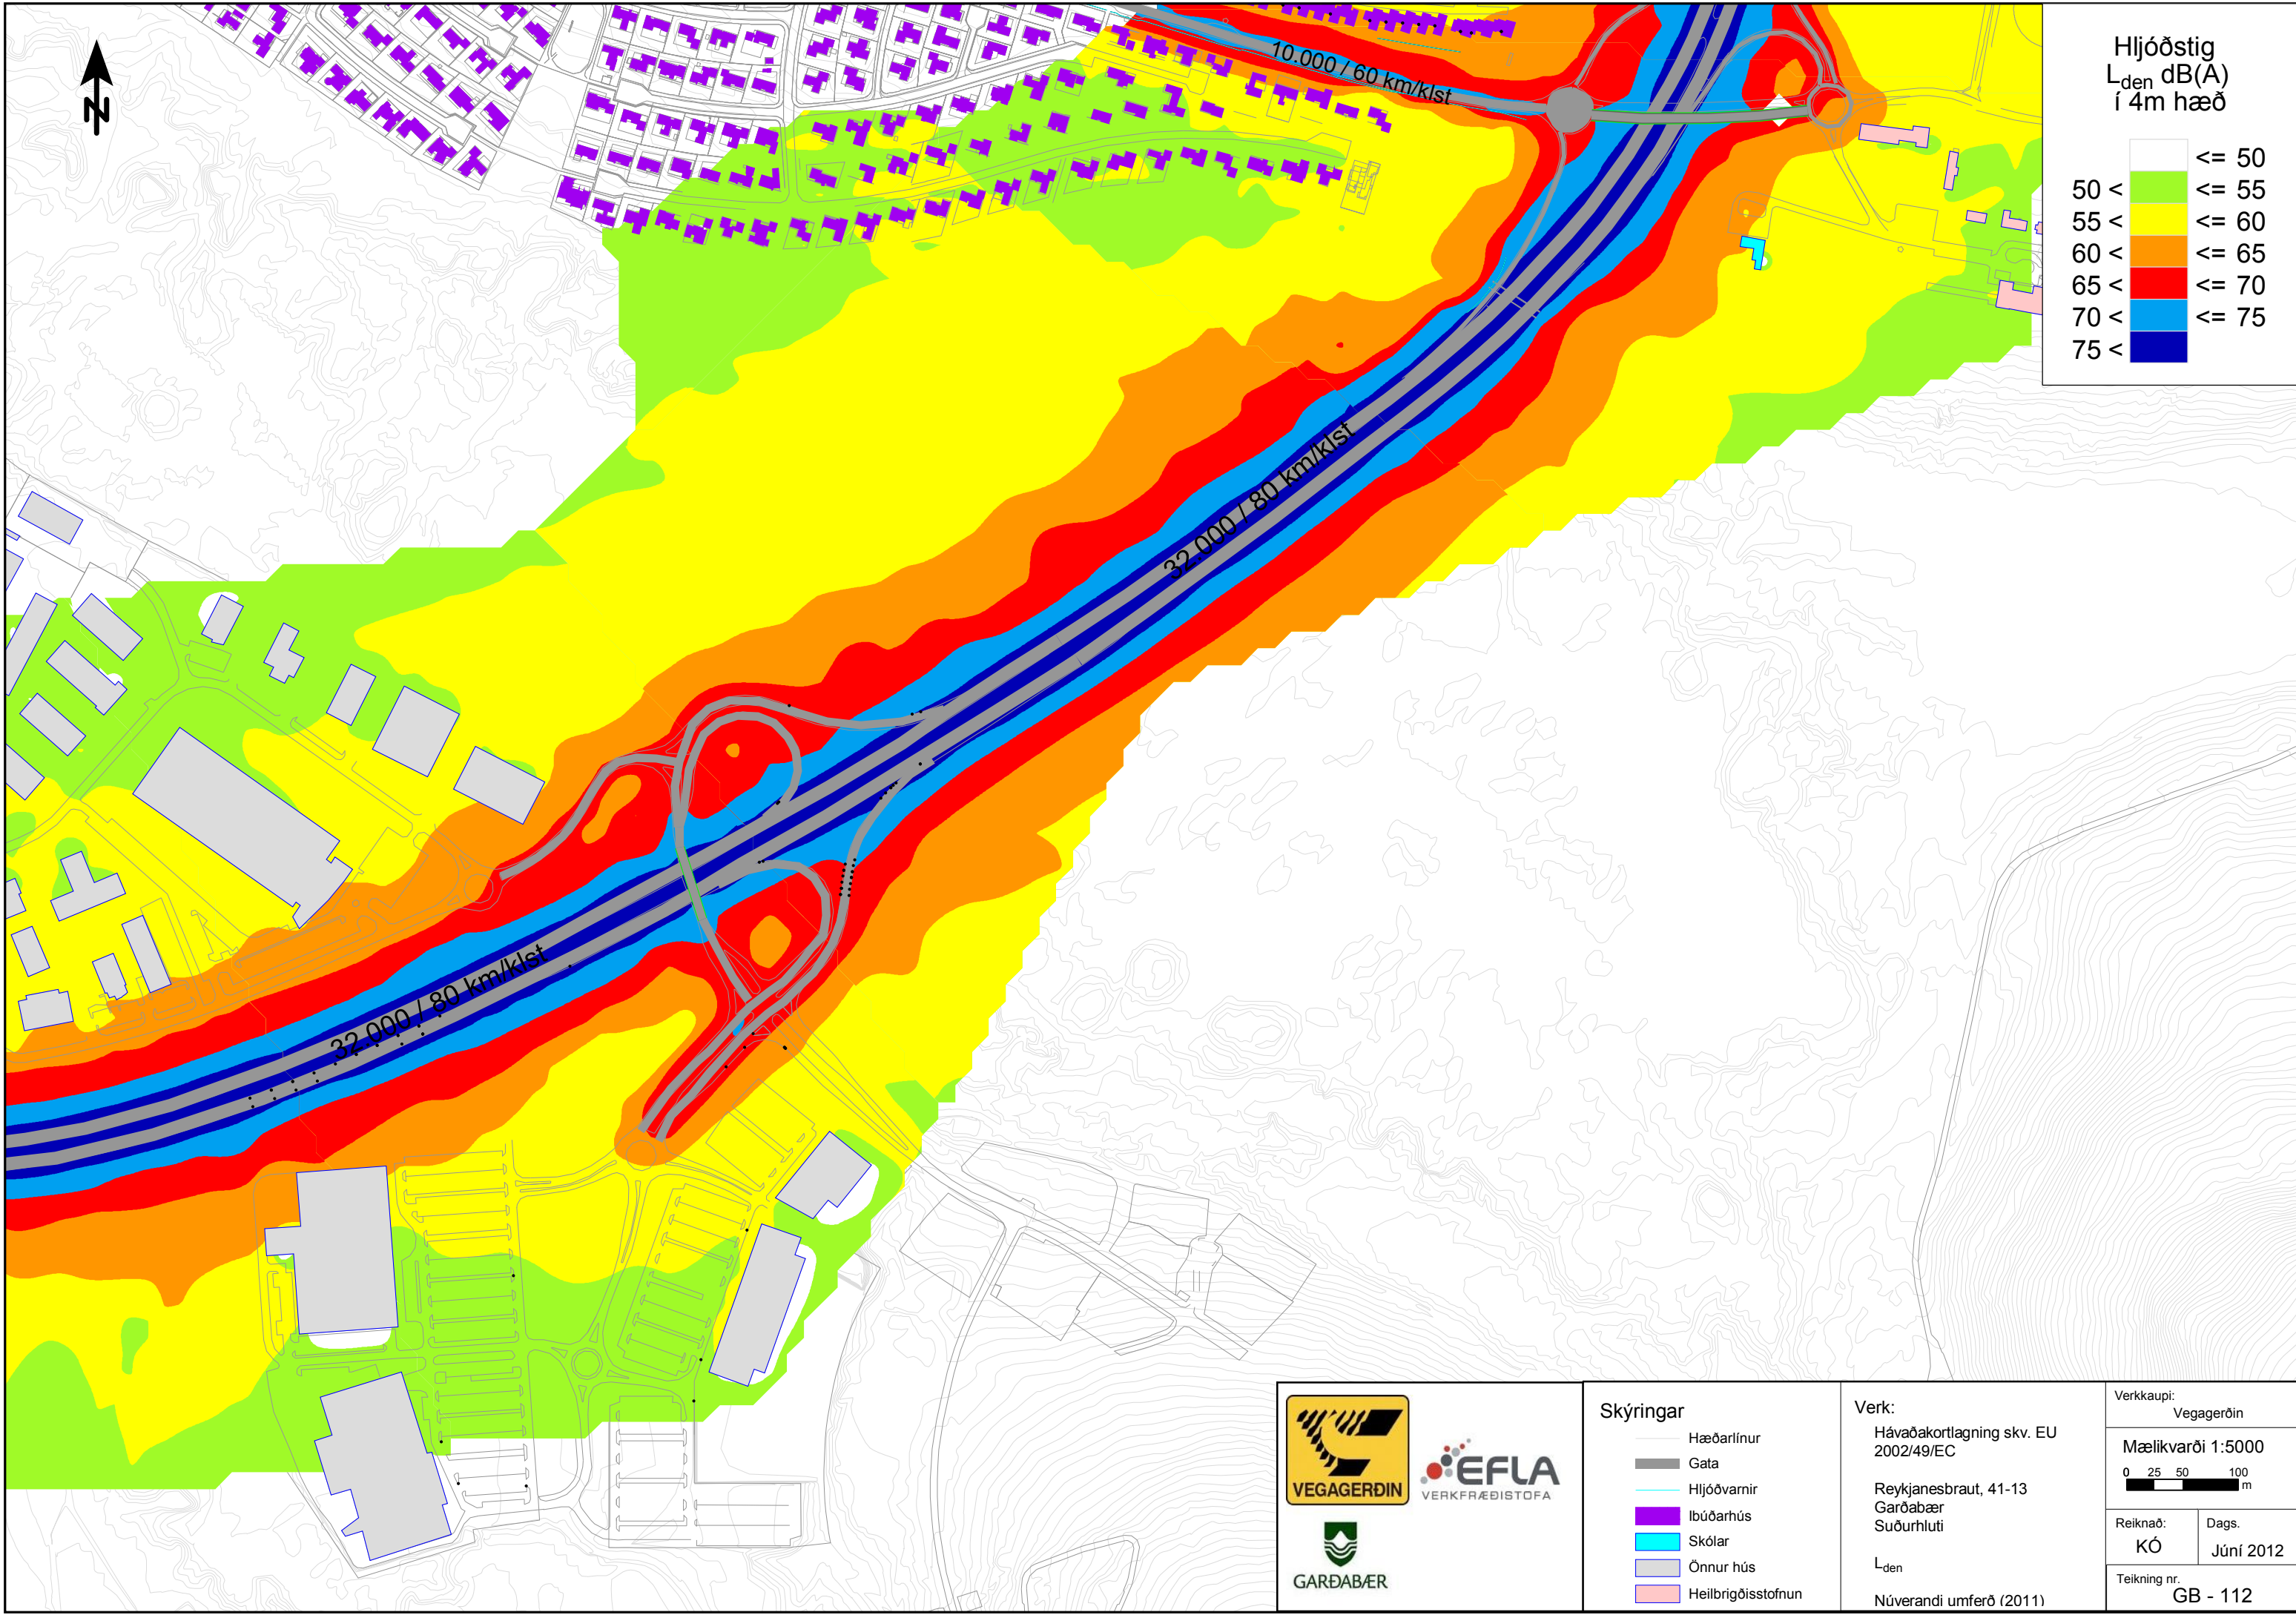 N
10.000 / 60 km/klst
Hljóðstig
Lden dB(A)
í 4m hæð
<= 50
50 < <= 55
55 < <= 60
60 < <= 65
65 < <= 70
70 < <= 75
75 <
32.000 / 80 km/klst
32.000 / 80 km/klst
VEGAGERÐIN
EFLA
VERKFRÆÐISTOFA
GARÐABÆR
Skýringar
Hæðarlínur
Gata
Hljóðvarnir
Ibúðarhús
Skólar
Önnur hús
Heilbrigðisstofnun
Verk:
Hávaðakortlagning skv. EU
2002/49/EC
Reykjanesbraut, 41-13
Garðabær
Suðurhluti
Lden
Núverandi umferð (2011)
Verkkaupi:
Vegagerðin
Mælikvarði 1:5000
0 25 50 100
m
Reiknað:
KÓ
Dags.
Júní 2012
Teikning nr.
GB - 112